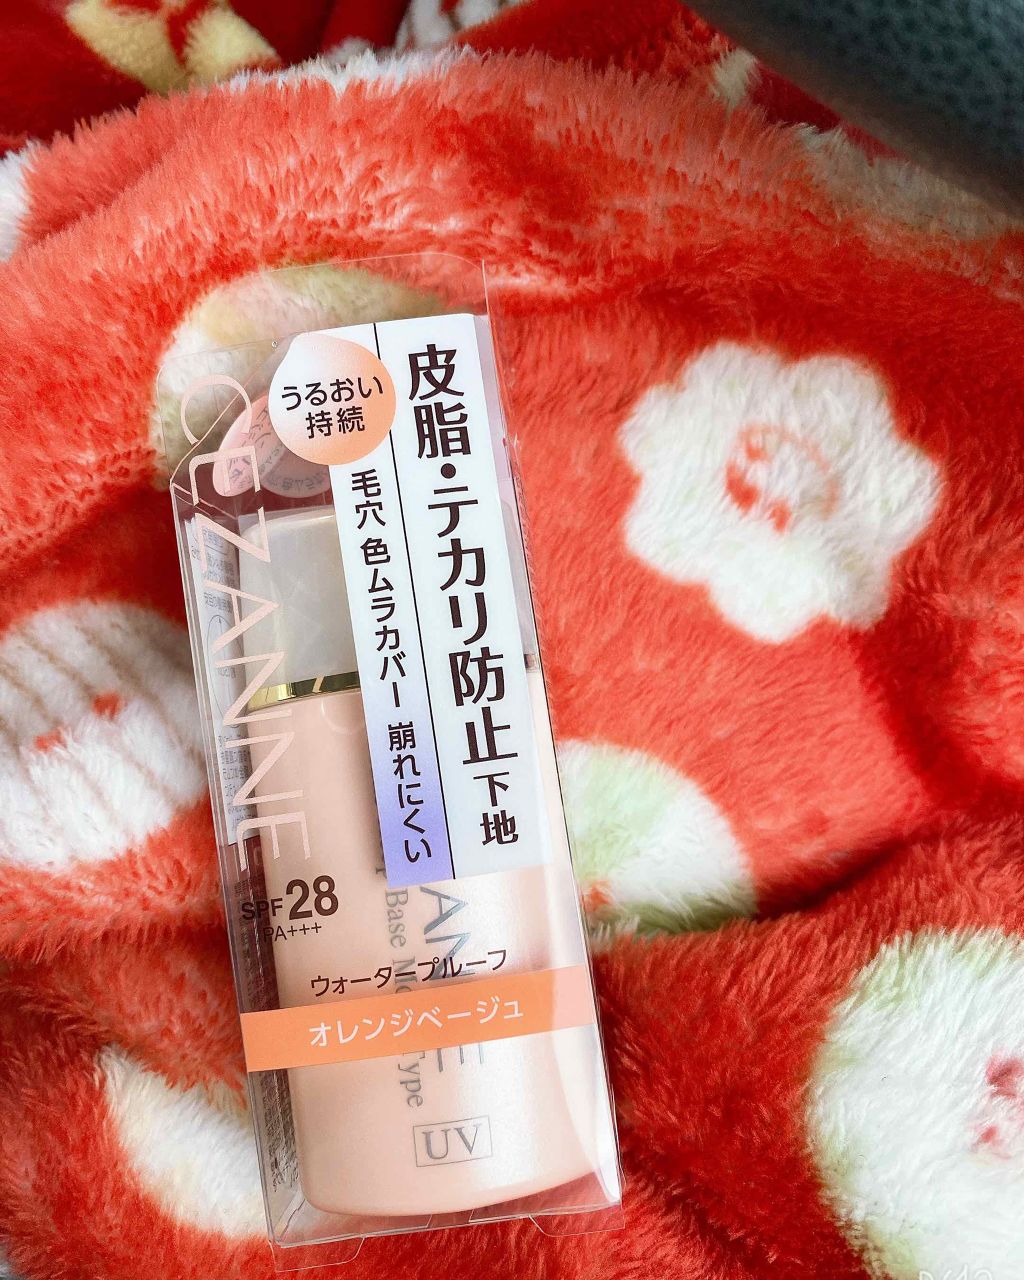 皮脂・テカリ防止下地
うるおい
持続
毛穴 色ムラカバー 崩れにくい
CEZANNE
SPF28
PA+++
ウォータープルーフ
オレンジベージュ
Base
Type
UV